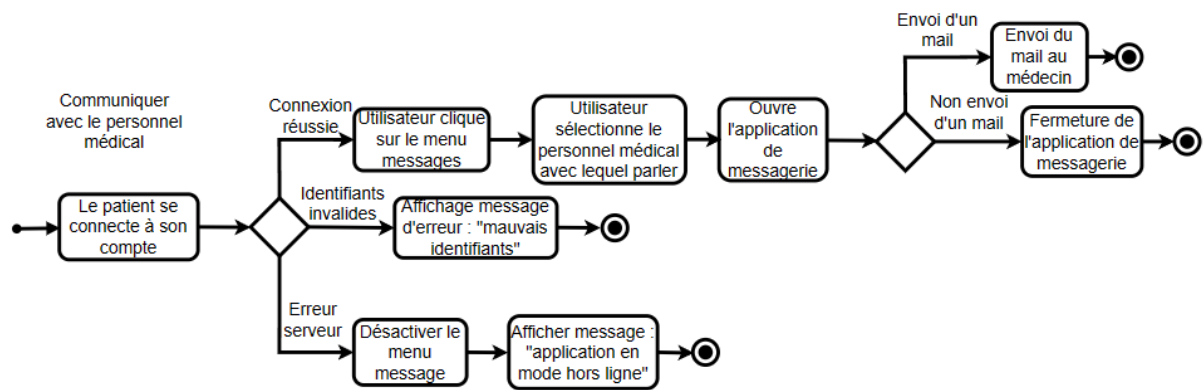 Communiquer
avec le personnel
médical
Le patient se
connecte à son
compte
Connexion
réussie
Utilisateur clique
sur le menu
messages
Utilisateur
sélectionne le
personnel médical
avec lequel parler
Ouvre
l'application
de
messagerie
Envoi d'un
mail
Envoi du
mail au
médecin
Non envoi
d'un mail
Fermeture de
l'application de
messagerie
Identifiants
invalides
Affichage message
d'erreur : "mauvais
identifiants"
Erreur
serveur
Désactiver le
menu
message
Afficher message :
"application en
mode hors ligne"